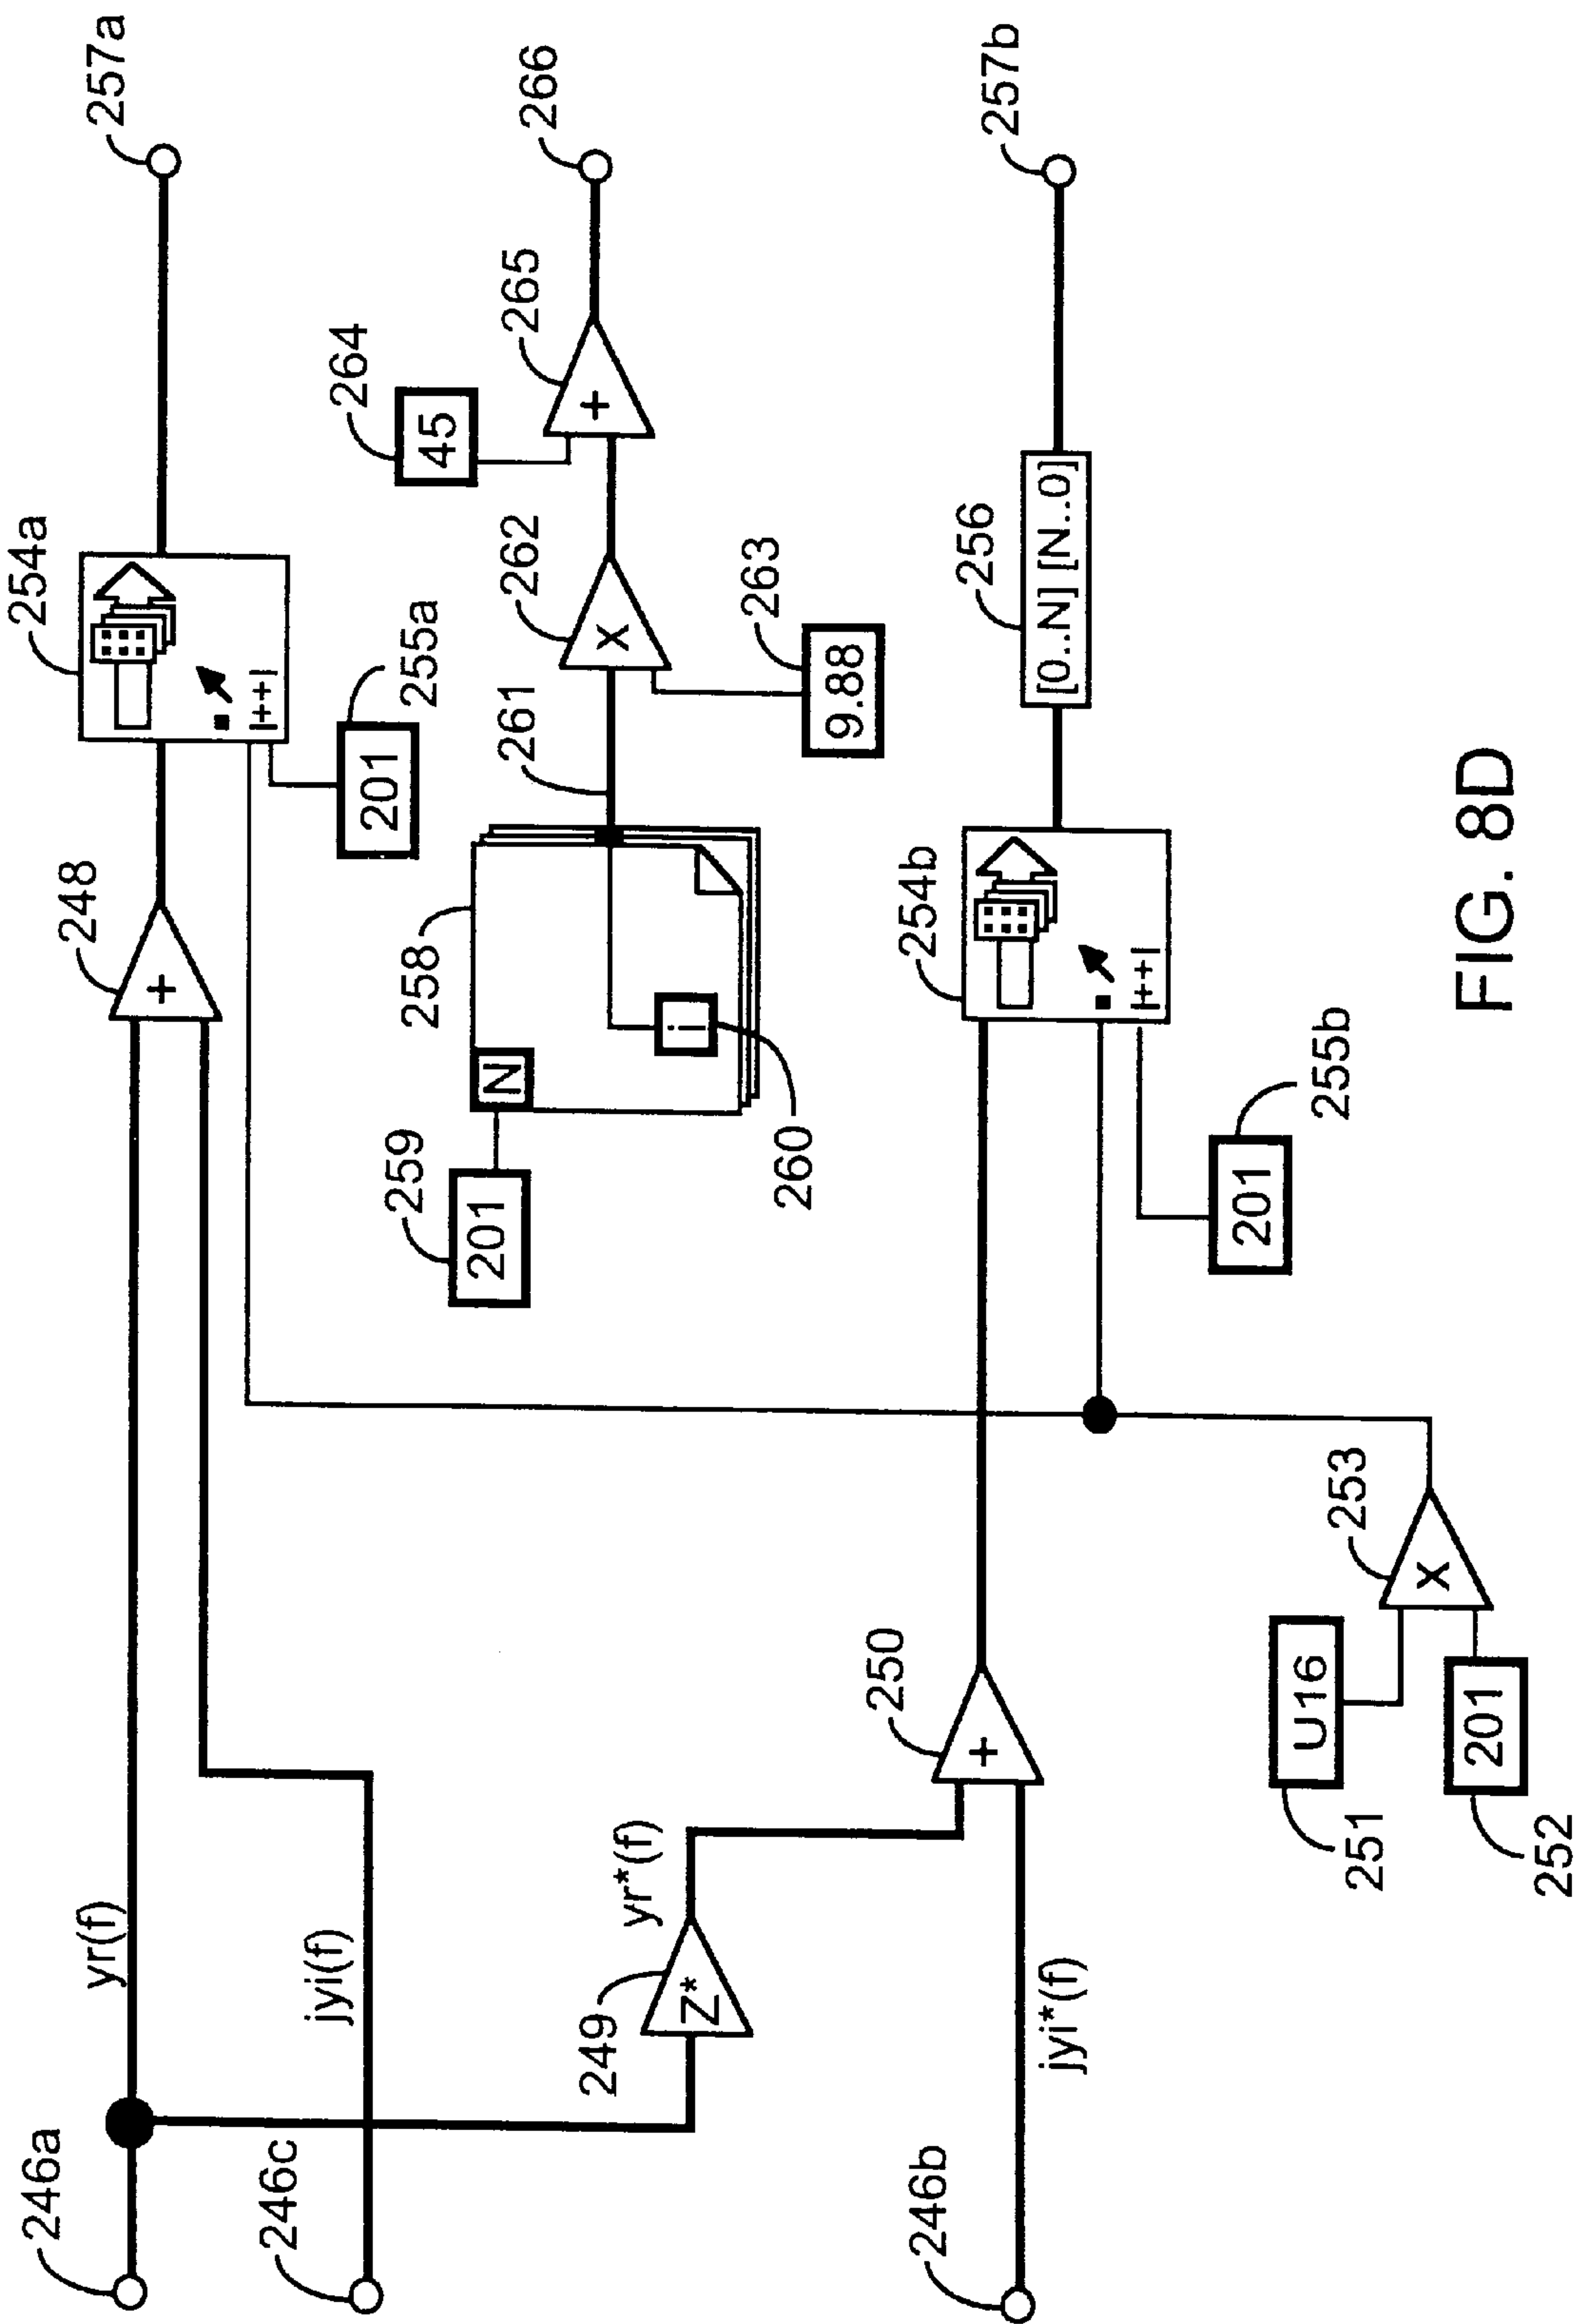 246a
yr(f)
248
+
254a
|++|
201
255a
257a
246c
jyi(f)
259
201
N
258
i
260
261
262
X
9.88
263
264
45
265
+
266
249
Z*
yr*(f)
246b
jyi*(f)
250
+
254b
|++|
201
255b
256
[0..N] [N..0]
257b
251
U16
252
201
253
X
FIG. 8D